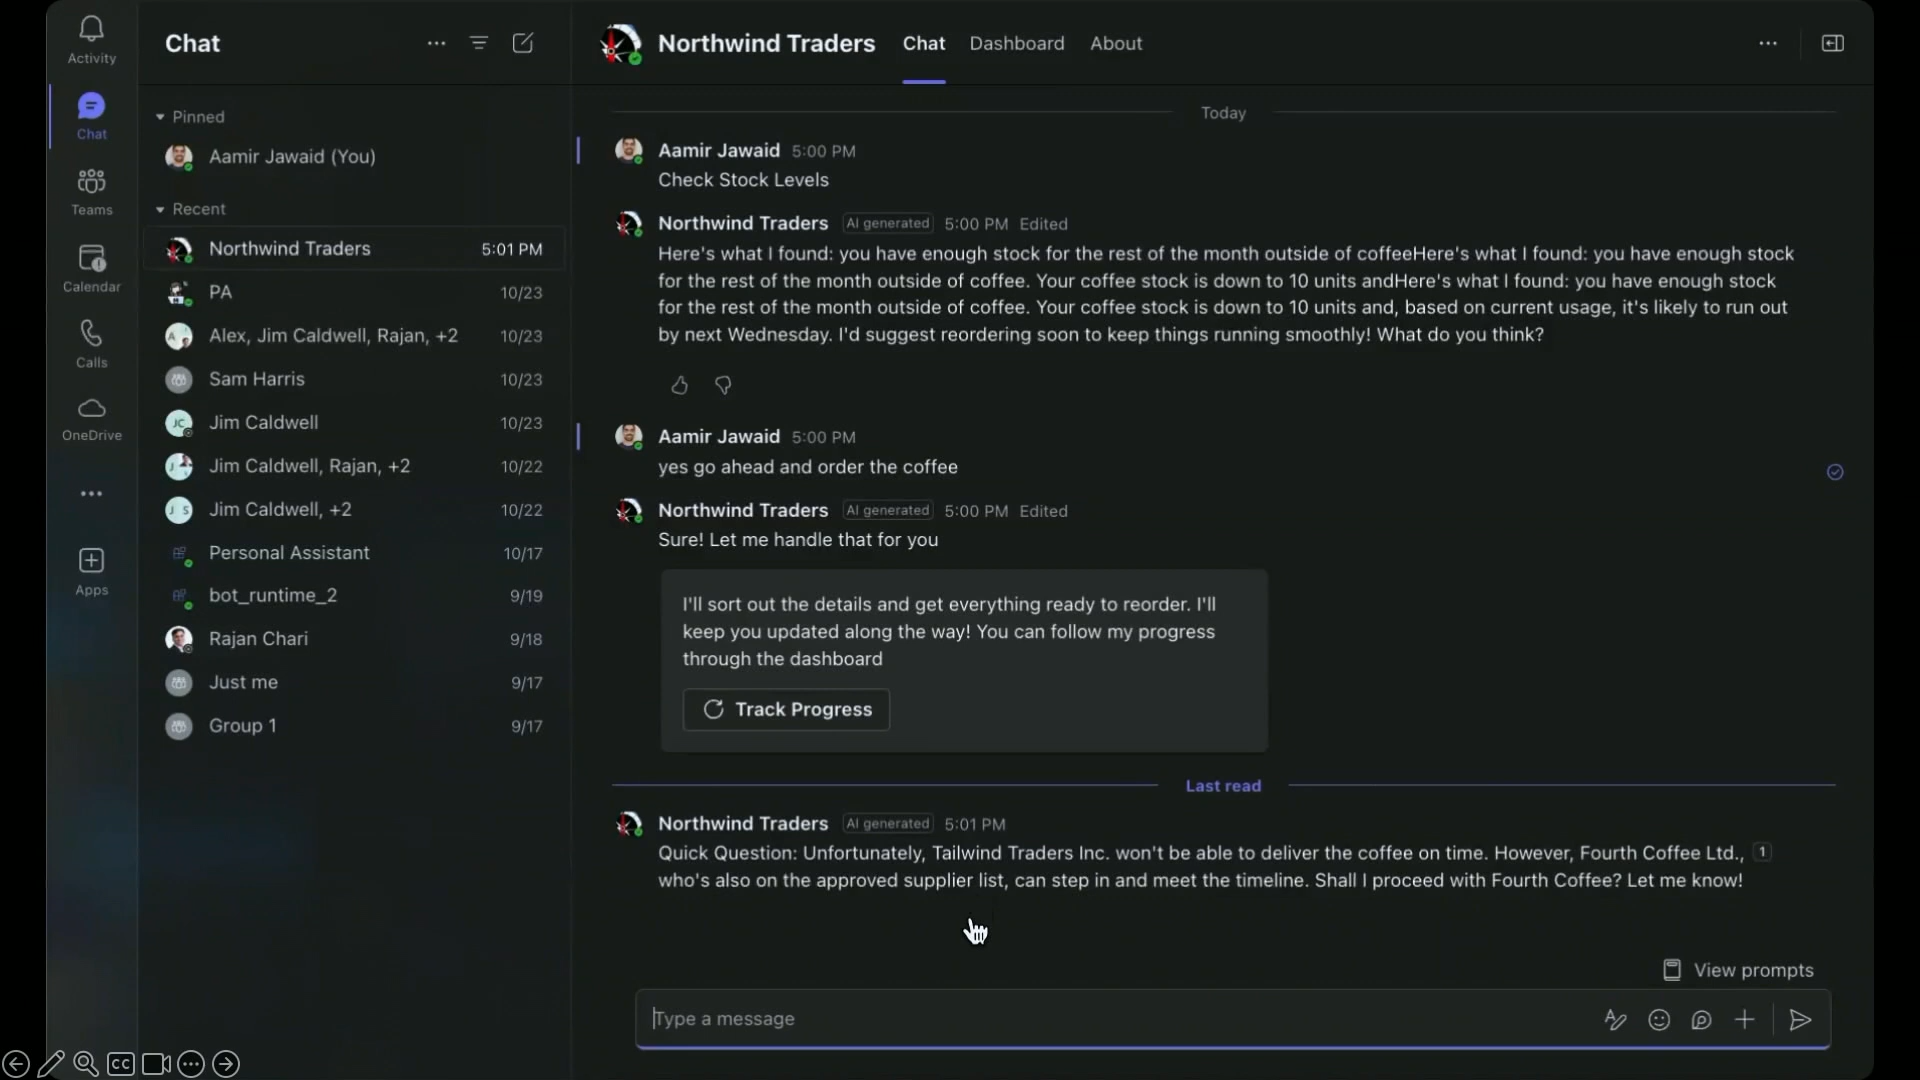 Activity
Chat
Teams
Calendar
Calls
OneDrive
Apps
Chat
Pinned
Aamir Jawaid (You)
Recent
Northwind Traders 5:01 PM
PA 10/23
Alex, Jim Caldwell, Rajan, +2 10/23
Sam Harris 10/23
JC Jim Caldwell 10/23
Jim Caldwell, Rajan, +2 10/22
J S Jim Caldwell, +2 10/22
Personal Assistant 10/17
bot_runtime_2 9/19
Rajan Chari 9/18
Just me 9/17
Group 1 9/17
Northwind Traders Chat Dashboard About
Today
Aamir Jawaid 5:00 PM
Check Stock Levels
Northwind Traders AI generated 5:00 PM Edited
Here's what I found: you have enough stock for the rest of the month outside of coffeeHere's what I found: you have enough stock
for the rest of the month outside of coffee. Your coffee stock is down to 10 units andHere's what I found: you have enough stock
for the rest of the month outside of coffee. Your coffee stock is down to 10 units and, based on current usage, it's likely to run out
by next Wednesday. I'd suggest reordering soon to keep things running smoothly! What do you think?
Aamir Jawaid 5:00 PM
yes go ahead and order the coffee
Northwind Traders AI generated 5:00 PM Edited
Sure! Let me handle that for you
I'll sort out the details and get everything ready to reorder. I'll
keep you updated along the way! You can follow my progress
through the dashboard
Track Progress
Last read
Northwind Traders AI generated 5:01 PM
Quick Question: Unfortunately, Tailwind Traders Inc. won't be able to deliver the coffee on time. However, Fourth Coffee Ltd., 1
who's also on the approved supplier list, can step in and meet the timeline. Shall I proceed with Fourth Coffee? Let me know!
View prompts
Type a message
CC